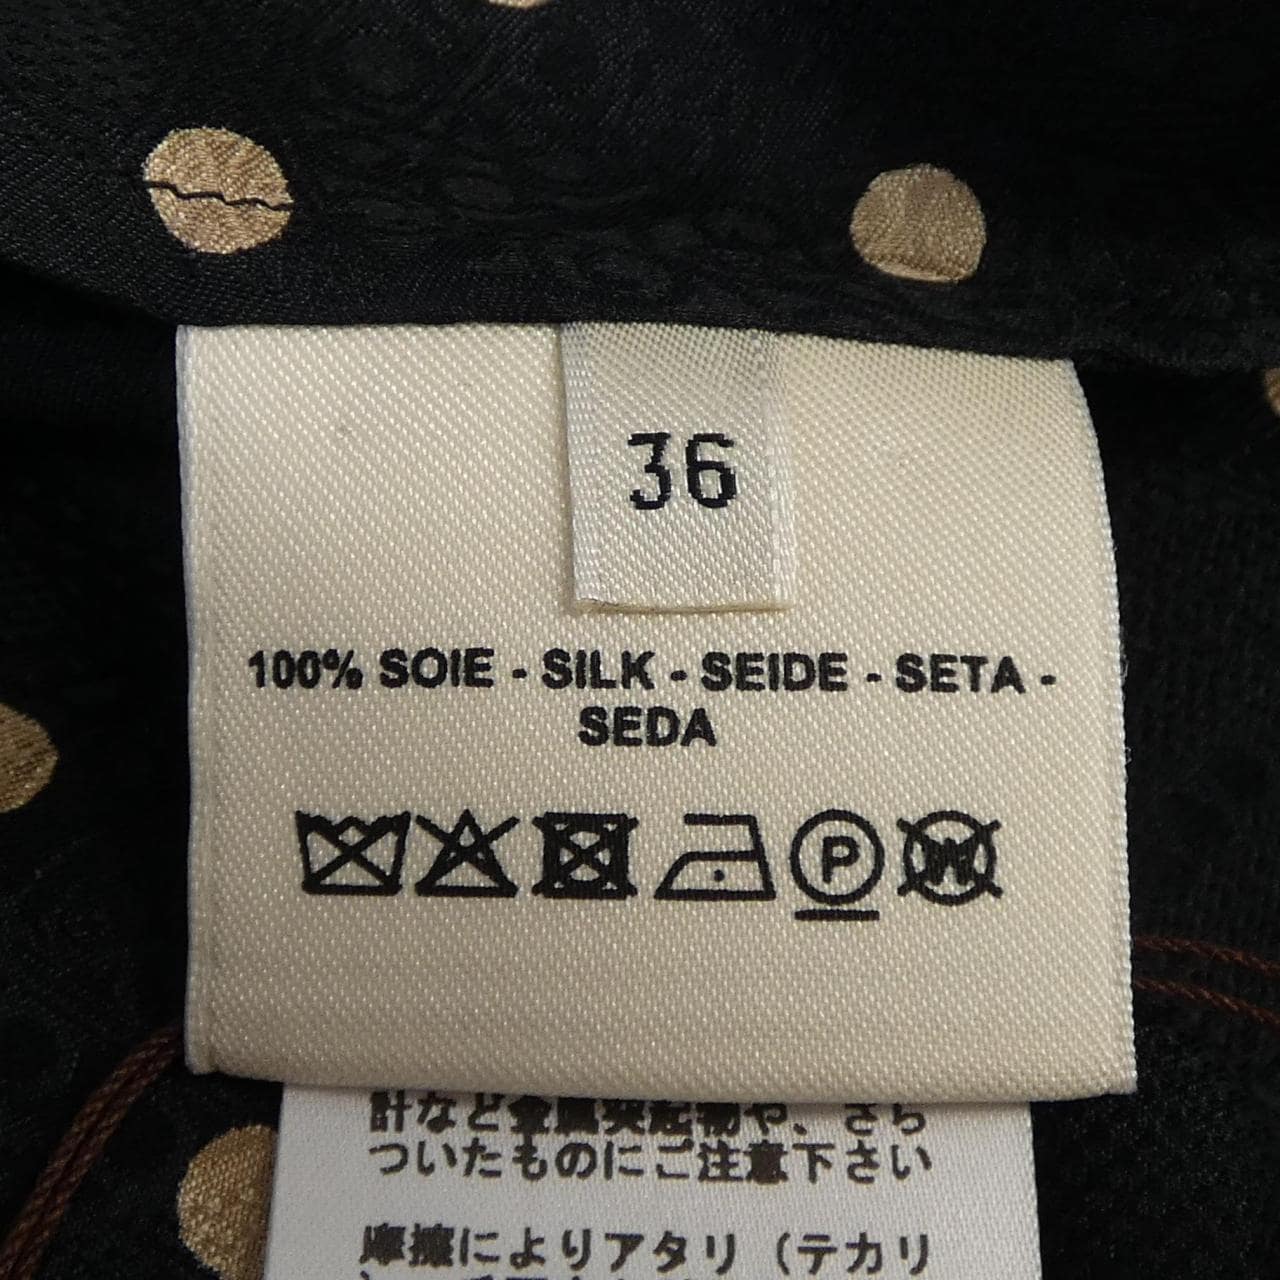 36
100% SOIE - SILK - SEIDE - SETA -
SEDA
P
W
計など金属突起物や、さら
ついたものにご注意下さい
摩擦によりアタリ（テカリ